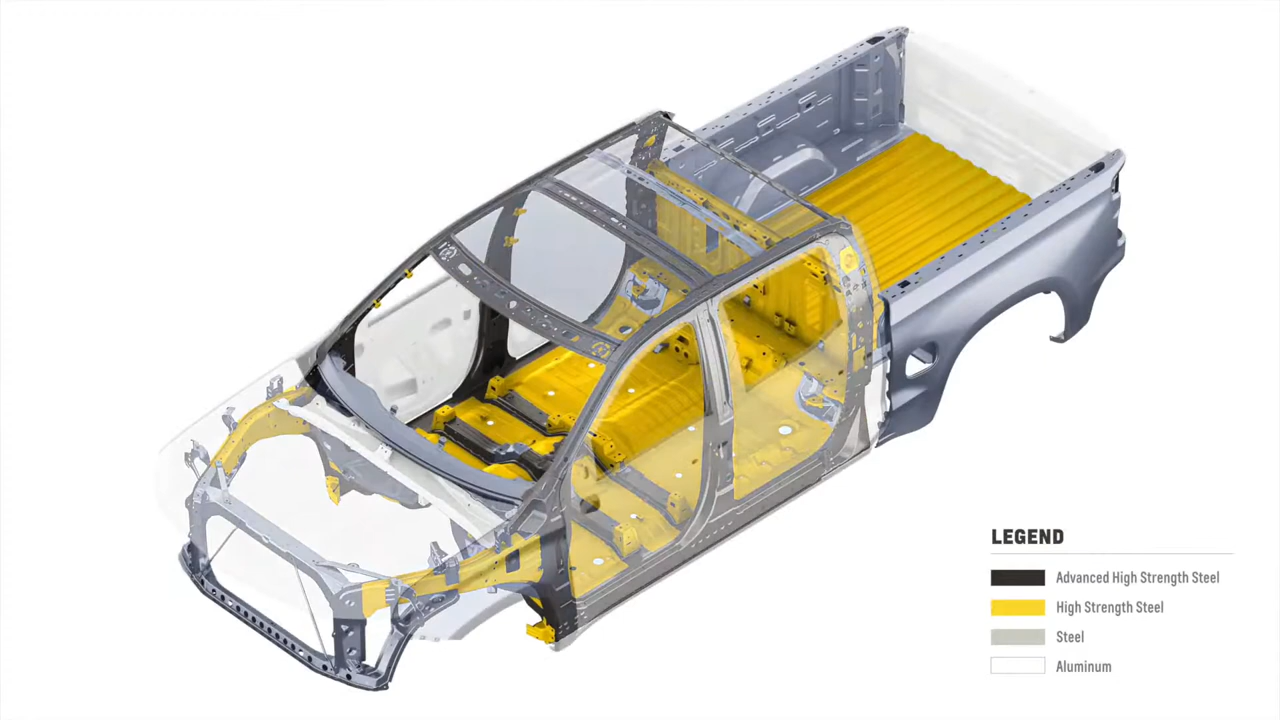 LEGEND
Advanced High Strength Steel
High Strength Steel
Steel
Aluminum